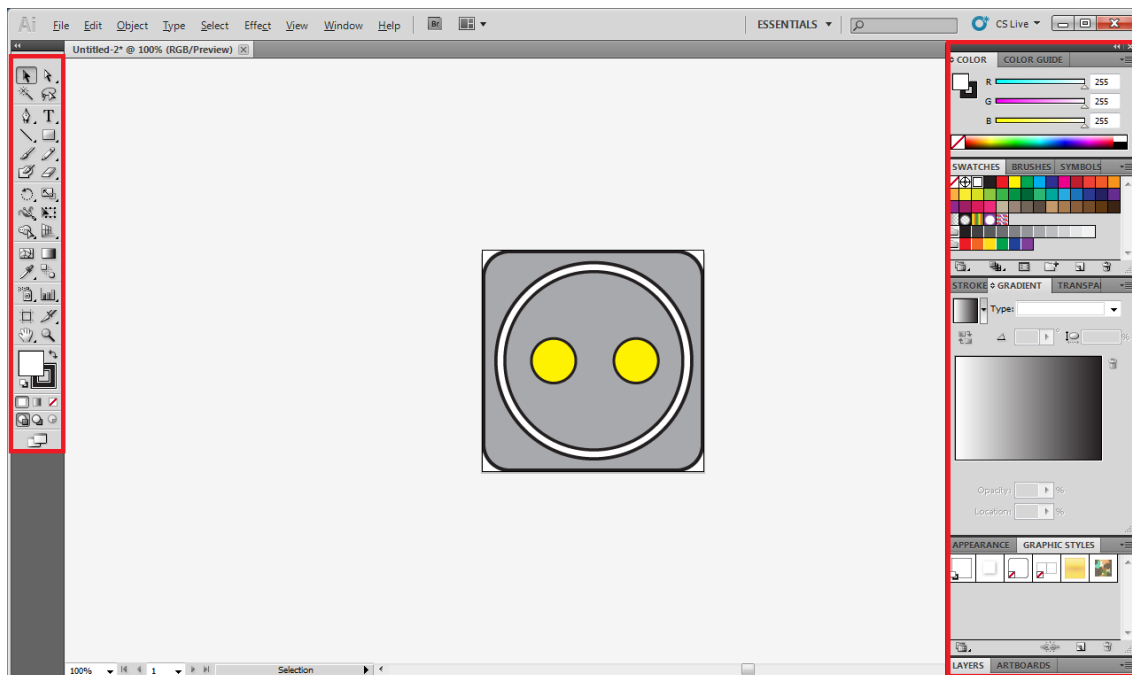 Ai File Edit Object Type Select Effect View Window Help Br ESSENTIALS CS Live
Untitled-2* @ 100% (RGB/Preview)
COLOR COLOR GUIDE
R 255
G 255
B 255
SWATCHES BRUSHES SYMBOLS
STROKE GRADIENT TRANSPA
Type:
%
Opacity: %
Location: %
APPEARANCE GRAPHIC STYLES
LAYERS ARTBOARDS
T
100% 1 Selection